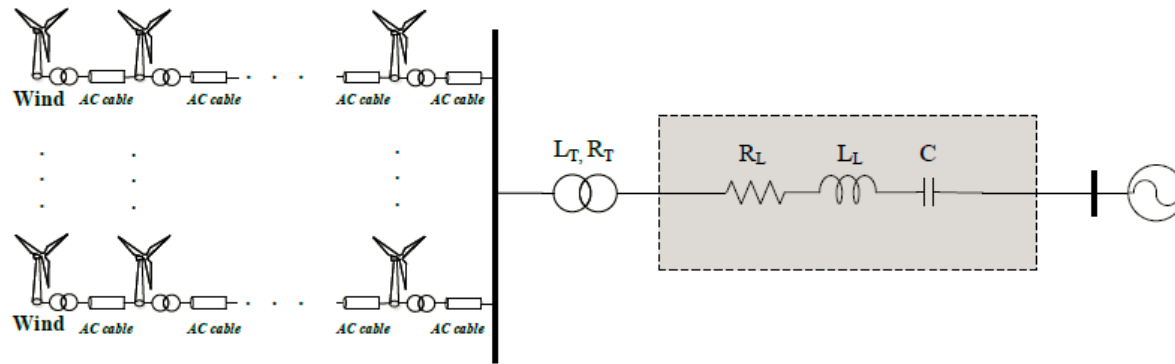 Wind
AC cable
AC cable
AC cable
AC cable
L_T, R_T
R_L
L_L
C
Wind
AC cable
AC cable
AC cable
AC cable